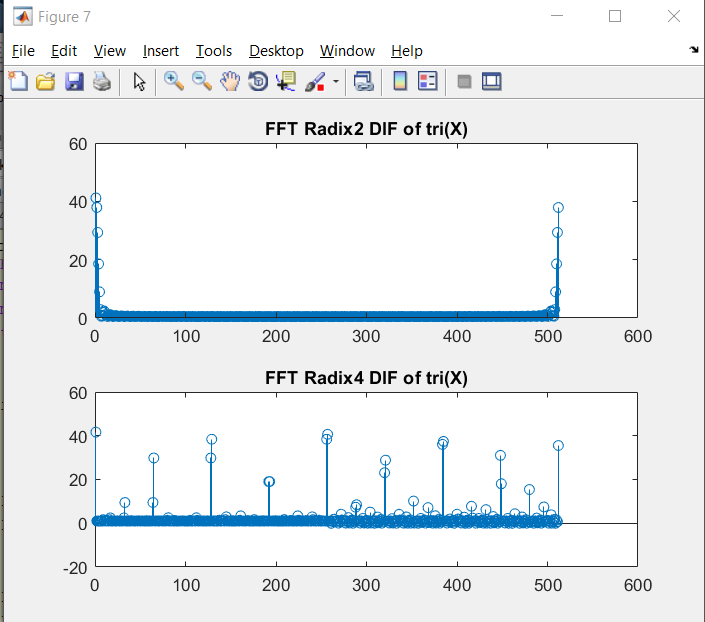 Figure 7
File Edit View Insert Tools Desktop Window Help
FFT Radix2 DIF of tri(X)
60
40
20
0
0 100 200 300 400 500 600
FFT Radix4 DIF of tri(X)
60
40
20
0
-20
0 100 200 300 400 500 600